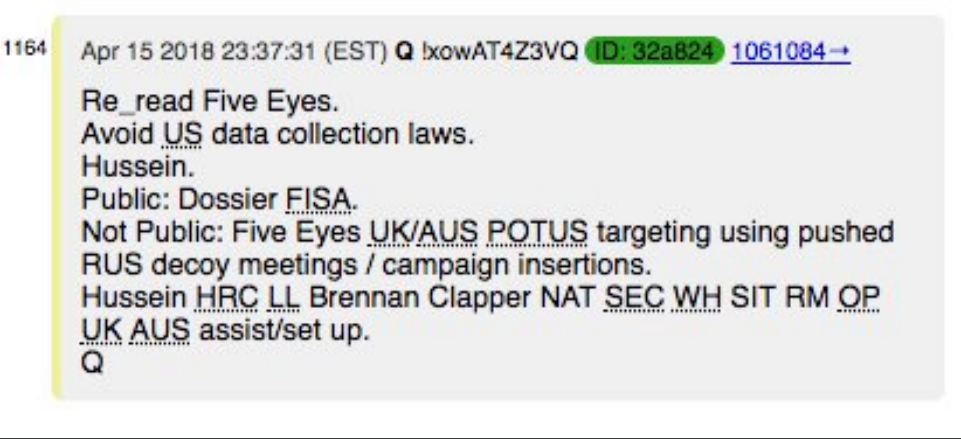 1164 Apr 15 2018 23:37:31 (EST) Q !xowAT4Z3VQ ID: 32a824 1061084→
Re_read Five Eyes.
Avoid US data collection laws.
Hussein.
Public: Dossier FISA.
Not Public: Five Eyes UK/AUS POTUS targeting using pushed
RUS decoy meetings / campaign insertions.
Hussein HRC LL Brennan Clapper NAT SEC WH SIT RM OP
UK AUS assist/set up.
Q